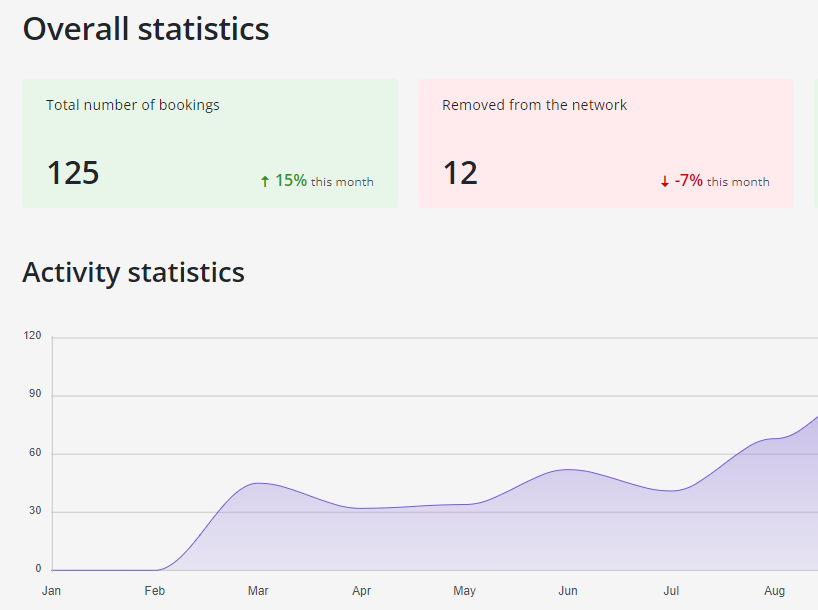 Overall statistics
Total number of bookings
Removed from the network
125
↑ 15% this month
12
↓ -7% this month
Activity statistics
120
90
60
30
0
Jan Feb Mar Apr May Jun Jul Aug